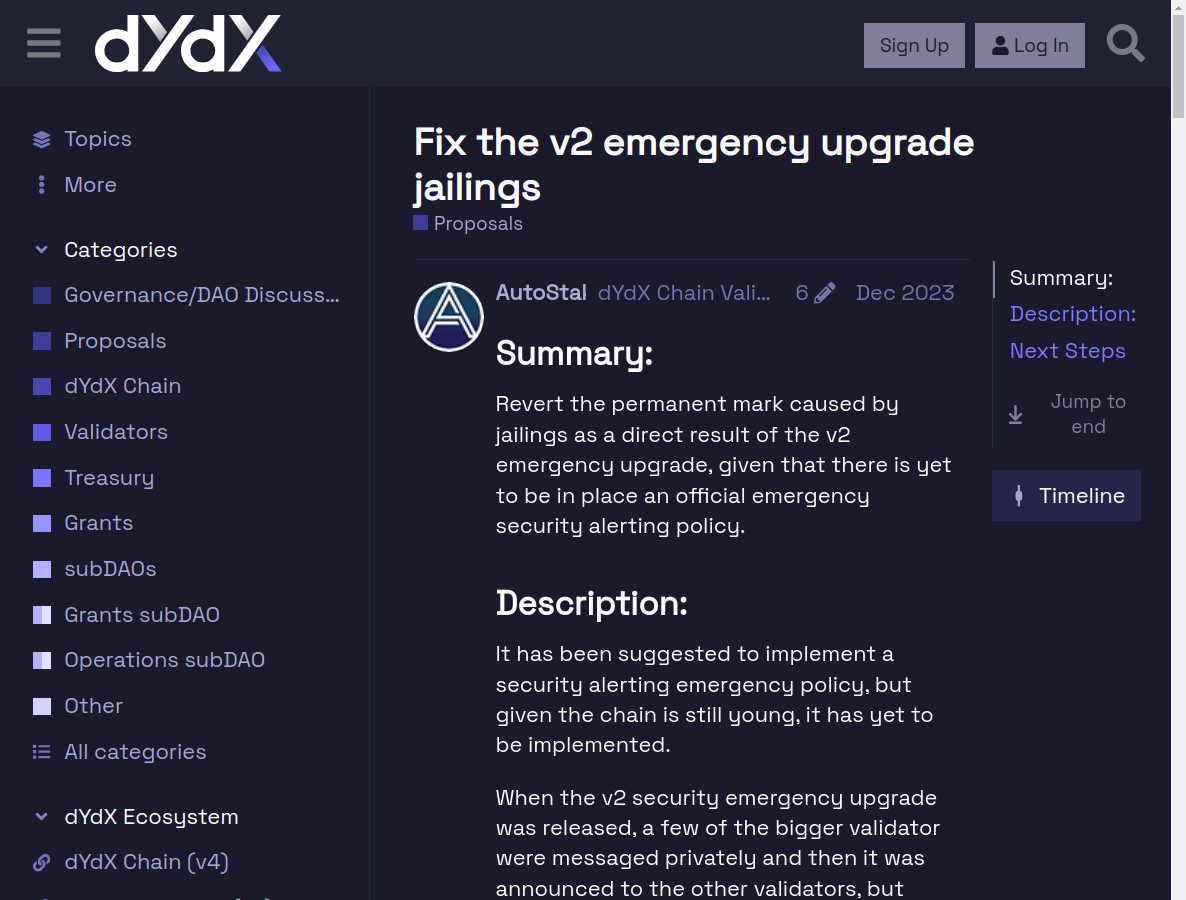 dYdX
Sign Up
Log In
Topics
More
Categories
Governance/DAO Discuss...
Proposals
dYdX Chain
Validators
Treasury
Grants
subDAOs
Grants subDAO
Operations subDAO
Other
All categories
dYdX Ecosystem
dYdX Chain (v4)
Fix the v2 emergency upgrade
jailings
Proposals
AutoStal dYdX Chain Vali... 6 Dec 2023
Summary:
Revert the permanent mark caused by
jailings as a direct result of the v2
emergency upgrade, given that there is yet
to be in place an official emergency
security alerting policy.
Description:
It has been suggested to implement a
security alerting emergency policy, but
given the chain is still young, it has yet to
be implemented.
When the v2 security emergency upgrade
was released, a few of the bigger validator
were messaged privately and then it was
announced to the other validators, but
Summary:
Description:
Next Steps
Jump to
end
Timeline